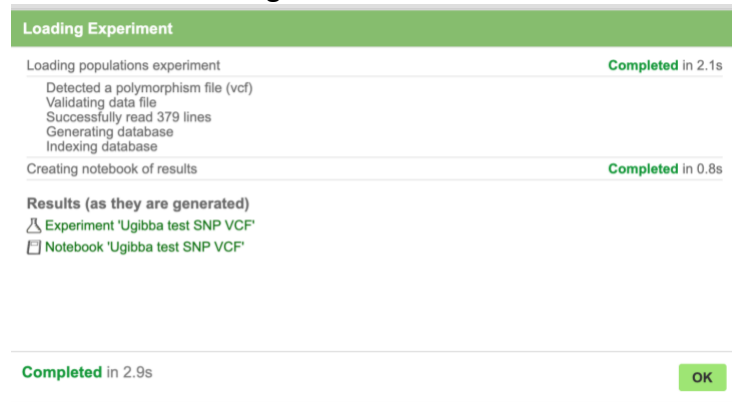 Loading Experiment
Loading populations experiment Completed in 2.1s
Detected a polymorphism file (vcf)
Validating data file
Successfully read 379 lines
Generating database
Indexing database
Creating notebook of results Completed in 0.8s
Results (as they are generated)
Experiment 'Ugibba test SNP VCF'
Notebook 'Ugibba test SNP VCF'
Completed in 2.9s
OK